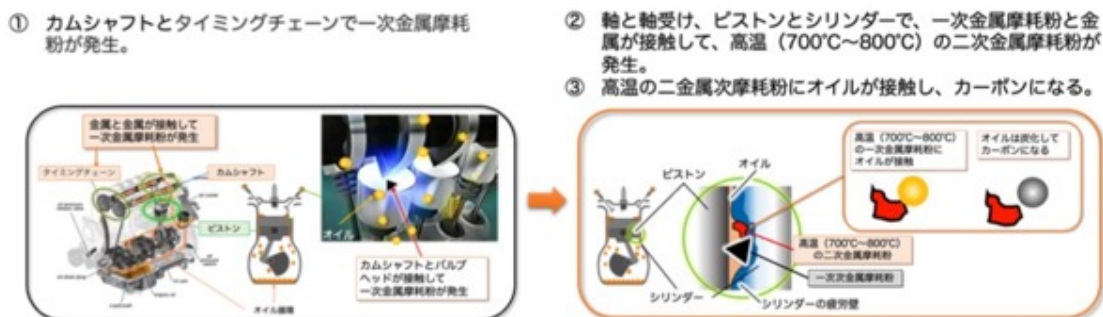 ① カムシャフトとタイミングチェーンで一次金属摩耗
粉が発生。
② 軸と軸受け、ピストンとシリンダーで、一次金属摩耗粉と金
属が接触して、高温（700℃～800℃）の二次金属摩耗粉が
発生。
③ 高温の二金属次摩耗粉にオイルが接触し、カーボンになる。
金属と金属が接触して
一次金属摩耗粉が発生
タイミングチェーン
カムシャフト
ピストン
オイル循環
オイル
カムシャフトとバルブ
ヘッドが接触して
一次金属摩耗粉が発生
ピストン
オイル
シリンダー
シリンダーの疲労壁
高温（700℃～800℃）
の二次金属摩耗粉
一次次金属摩耗粉
高温（700℃～800℃）
の一次金属摩耗粉に
オイルが接触
オイルは炭化して
カーボンになる